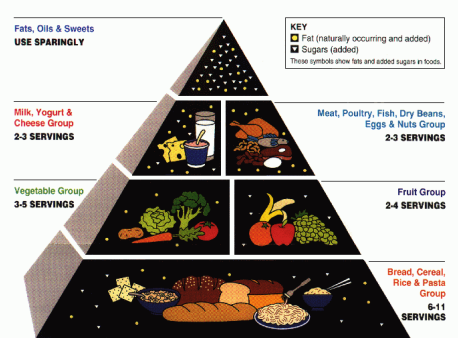 Fats, Oils & Sweets
USE SPARINGLY
KEY
Fat (naturally occurring and added)
Sugars (added)
These symbols show fats and added sugars in foods.
Milk, Yogurt &
Cheese Group
2-3 SERVINGS
Meat, Poultry, Fish, Dry Beans,
Eggs & Nuts Group
2-3 SERVINGS
Vegetable Group
3-5 SERVINGS
Fruit Group
2-4 SERVINGS
Bread, Cereal,
Rice & Pasta
Group
6-11
SERVINGS